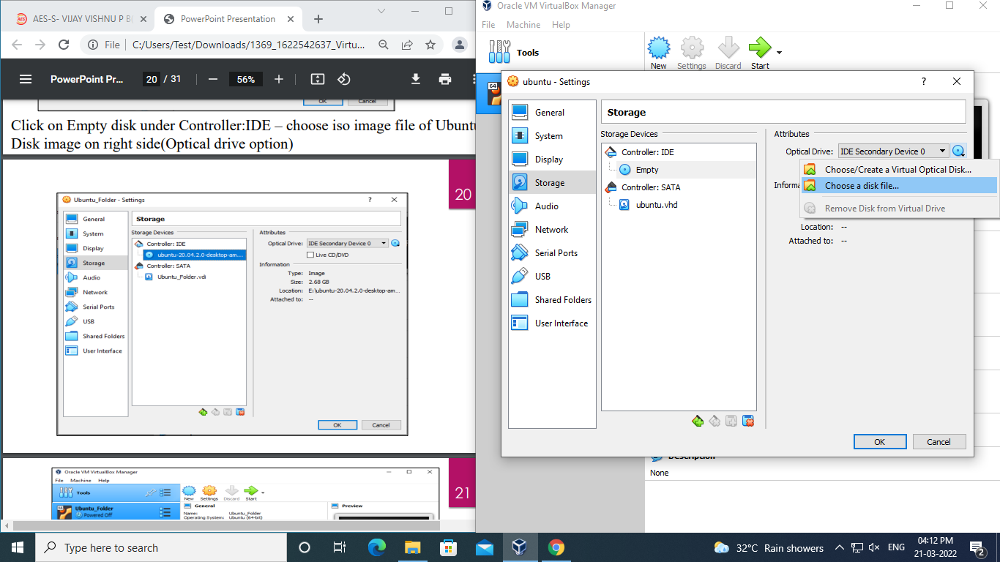 AES-S- VIJAY VISHNU P B(
PowerPoint Presentation
File
C:/Users/Test/Downloads/1369_1622542637_Virtu...
PowerPoint Pr...
20 / 31
56%
OK
Cancel
Click on Empty disk under Controller:IDE – choose iso image file of Ubuntu
Disk image on right side(Optical drive option)
20
Ubuntu_Folder - Settings
?
General
System
Display
Storage
Audio
Network
Serial Ports
USB
Shared Folders
User Interface
Storage
Storage Devices
Controller: IDE
ubuntu-20.04.2.0-desktop-am...
Controller: SATA
Ubuntu_Folder.vdi
Attributes
Optical Drive: IDE Secondary Device 0
Live CD/DVD
Information
Type: Image
Size: 2.68 GB
Location: E:\ubuntu-20.04.2.0-desktop-am...
Attached to: --
OK
Cancel
21
Oracle VM VirtualBox Manager
File Machine Help
Tools
New Settings Discard Start
Ubuntu_Folder
Powered Off
General
Name: Ubuntu_Folder
Operating System: Ubuntu (64-bit)
Preview
Oracle VM VirtualBox Manager
File Machine Help
Tools
New Settings Discard Start
64
ubuntu - Settings
?
General
System
Display
Storage
Audio
Network
Serial Ports
USB
Shared Folders
User Interface
Storage
Storage Devices
Controller: IDE
Empty
Controller: SATA
ubuntu.vhd
Attributes
Optical Drive: IDE Secondary Device 0
Choose/Create a Virtual Optical Disk...
Choose a disk file...
Remove Disk from Virtual Drive
Informa
Location: --
Attached to: --
OK
Cancel
Description
None
Type here to search
32°C Rain showers
ENG
04:12 PM
21-03-2022
2